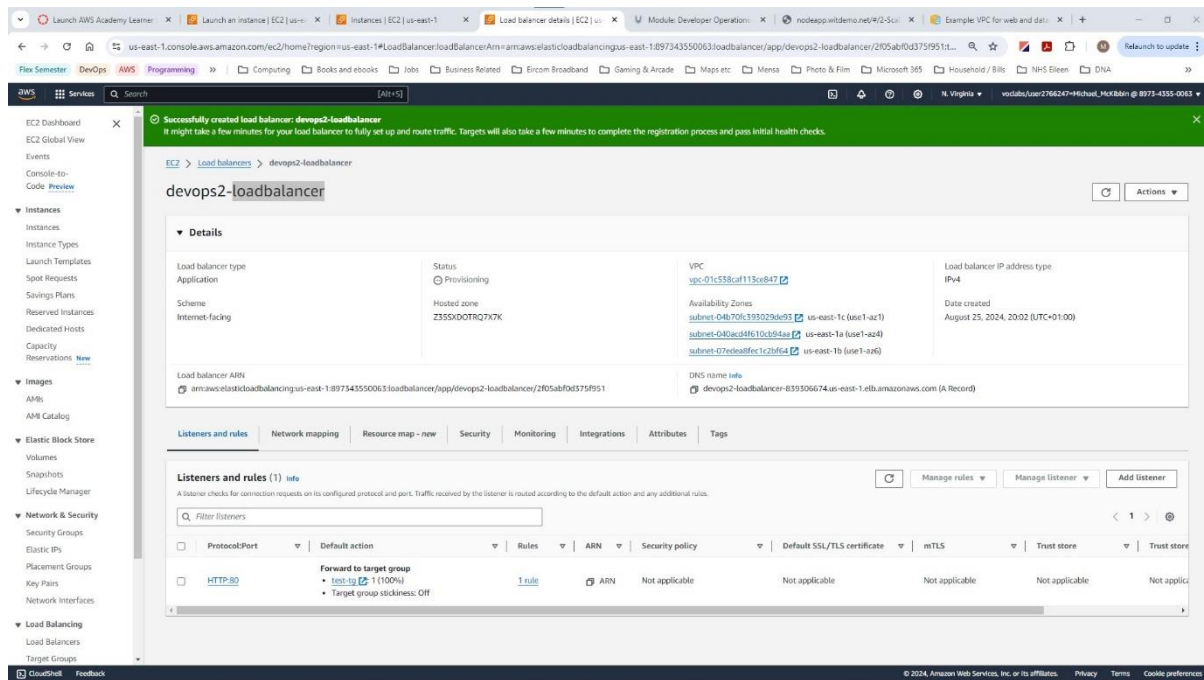 Launch AWS Academy Learner
Launch an instance | EC2 | us-e
Instances | EC2 | us-east-1
Load balancer details | EC2 | us
Module: Developer Operation
nodeapp.witdemo.net/#/2-Scal
Example: VPC for web and data
us-east-1.console.aws.amazon.com/ec2/home?region=us-east-1#LoadBalancer:loadBalancerArn=arn:aws:elasticloadbalancing:us-east-1:897343550063:loadbalancer/app/devops2-loadbalancer/2f05abf0d375f951;t...
Relaunch to update
Flex Semester DevOps AWS Programming » Computing Books and ebooks Jobs Business Related Eircom Broadband Gaming & Arcade Maps etc Mensa Photo & Film Microsoft 365 Household / Bills NHS Eileen DNA »
aws Services Search [Alt+S] N. Virginia voclabs/user2766247=Michael_McKibbin @ 8973-4355-0063
EC2 Dashboard
EC2 Global View
Events
Console-to-
Code Preview
Instances
Instances
Instance Types
Launch Templates
Spot Requests
Savings Plans
Reserved Instances
Dedicated Hosts
Capacity
Reservations New
Images
AMIs
AMI Catalog
Elastic Block Store
Volumes
Snapshots
Lifecycle Manager
Network & Security
Security Groups
Elastic IPs
Placement Groups
Key Pairs
Network Interfaces
Load Balancing
Load Balancers
Target Groups
Successfully created load balancer: devops2-loadbalancer
It might take a few minutes for your load balancer to fully set up and route traffic. Targets will also take a few minutes to complete the registration process and pass initial health checks.
EC2 > Load balancers > devops2-loadbalancer
devops2-loadbalancer
Actions
Details
Load balancer type
Application
Status
Provisioning
VPC
vpc-01c538caf113ce847
Load balancer IP address type
IPv4
Scheme
Internet-facing
Hosted zone
Z35SXDOTRQ7X7K
Availability Zones
subnet-04b70fc393029de93 us-east-1c (use1-az1)
subnet-040acd4f610cb94aa us-east-1a (use1-az4)
subnet-07edea8fec1c2bf64 us-east-1b (use1-az6)
Date created
August 25, 2024, 20:02 (UTC+01:00)
Load balancer ARN
arn:aws:elasticloadbalancing:us-east-1:897343550063:loadbalancer/app/devops2-loadbalancer/2f05abf0d375f951
DNS name Info
devops2-loadbalancer-839306674.us-east-1.elb.amazonaws.com (A Record)
Listeners and rules Network mapping Resource map - new Security Monitoring Integrations Attributes Tags
Listeners and rules (1) Info
Manage rules Manage listener Add listener
A listener checks for connection requests on its configured protocol and port. Traffic received by the listener is routed according to the default action and any additional rules.
Filter listeners
1
Protocol:Port Default action Rules ARN Security policy Default SSL/TLS certificate mTLS Trust store Trust store
HTTP:80
Forward to target group
• test-tg: 1 (100%)
• Target group stickiness: Off
1 rule ARN Not applicable Not applicable Not applicable Not applicable Not applica
CloudShell Feedback © 2024, Amazon Web Services, Inc. or its affiliates. Privacy Terms Cookie preferences